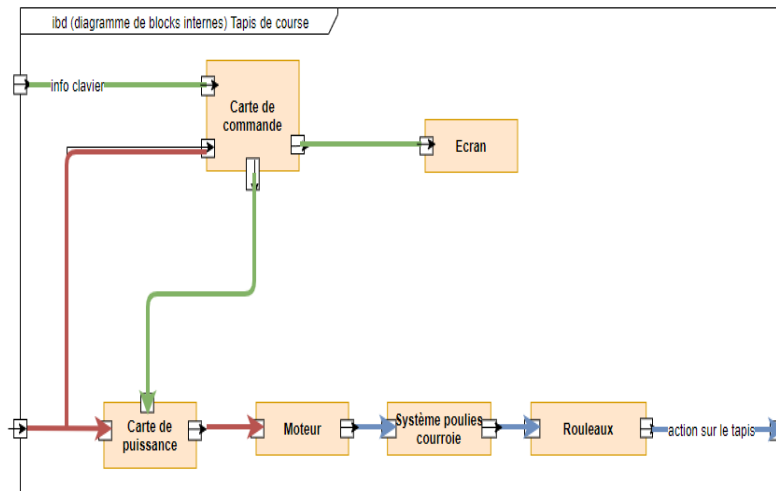 ibd (diagramme de blocks internes) Tapis de course
info clavier
Carte de
commande
Ecran
Carte de
puissance
Moteur
Système poulies
courroie
Rouleaux
action sur le tapis